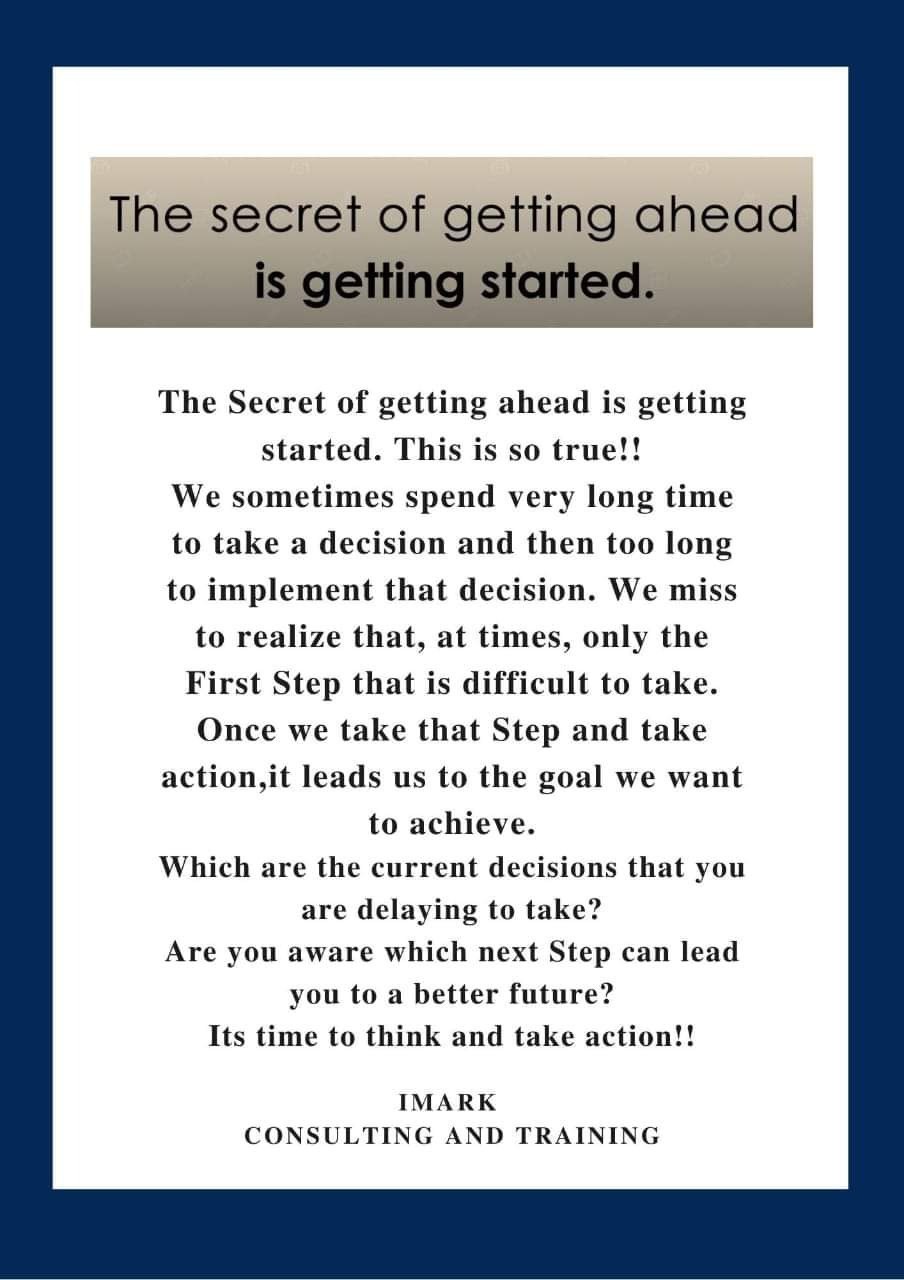 The secret of getting ahead
is getting started.
The Secret of getting ahead is getting
started. This is so true!!
We sometimes spend very long time
to take a decision and then too long
to implement that decision. We miss
to realize that, at times, only the
First Step that is difficult to take.
Once we take that Step and take
action,it leads us to the goal we want
to achieve.
Which are the current decisions that you
are delaying to take?
Are you aware which next Step can lead
you to a better future?
Its time to think and take action!!
IMARK
CONSULTING AND TRAINING